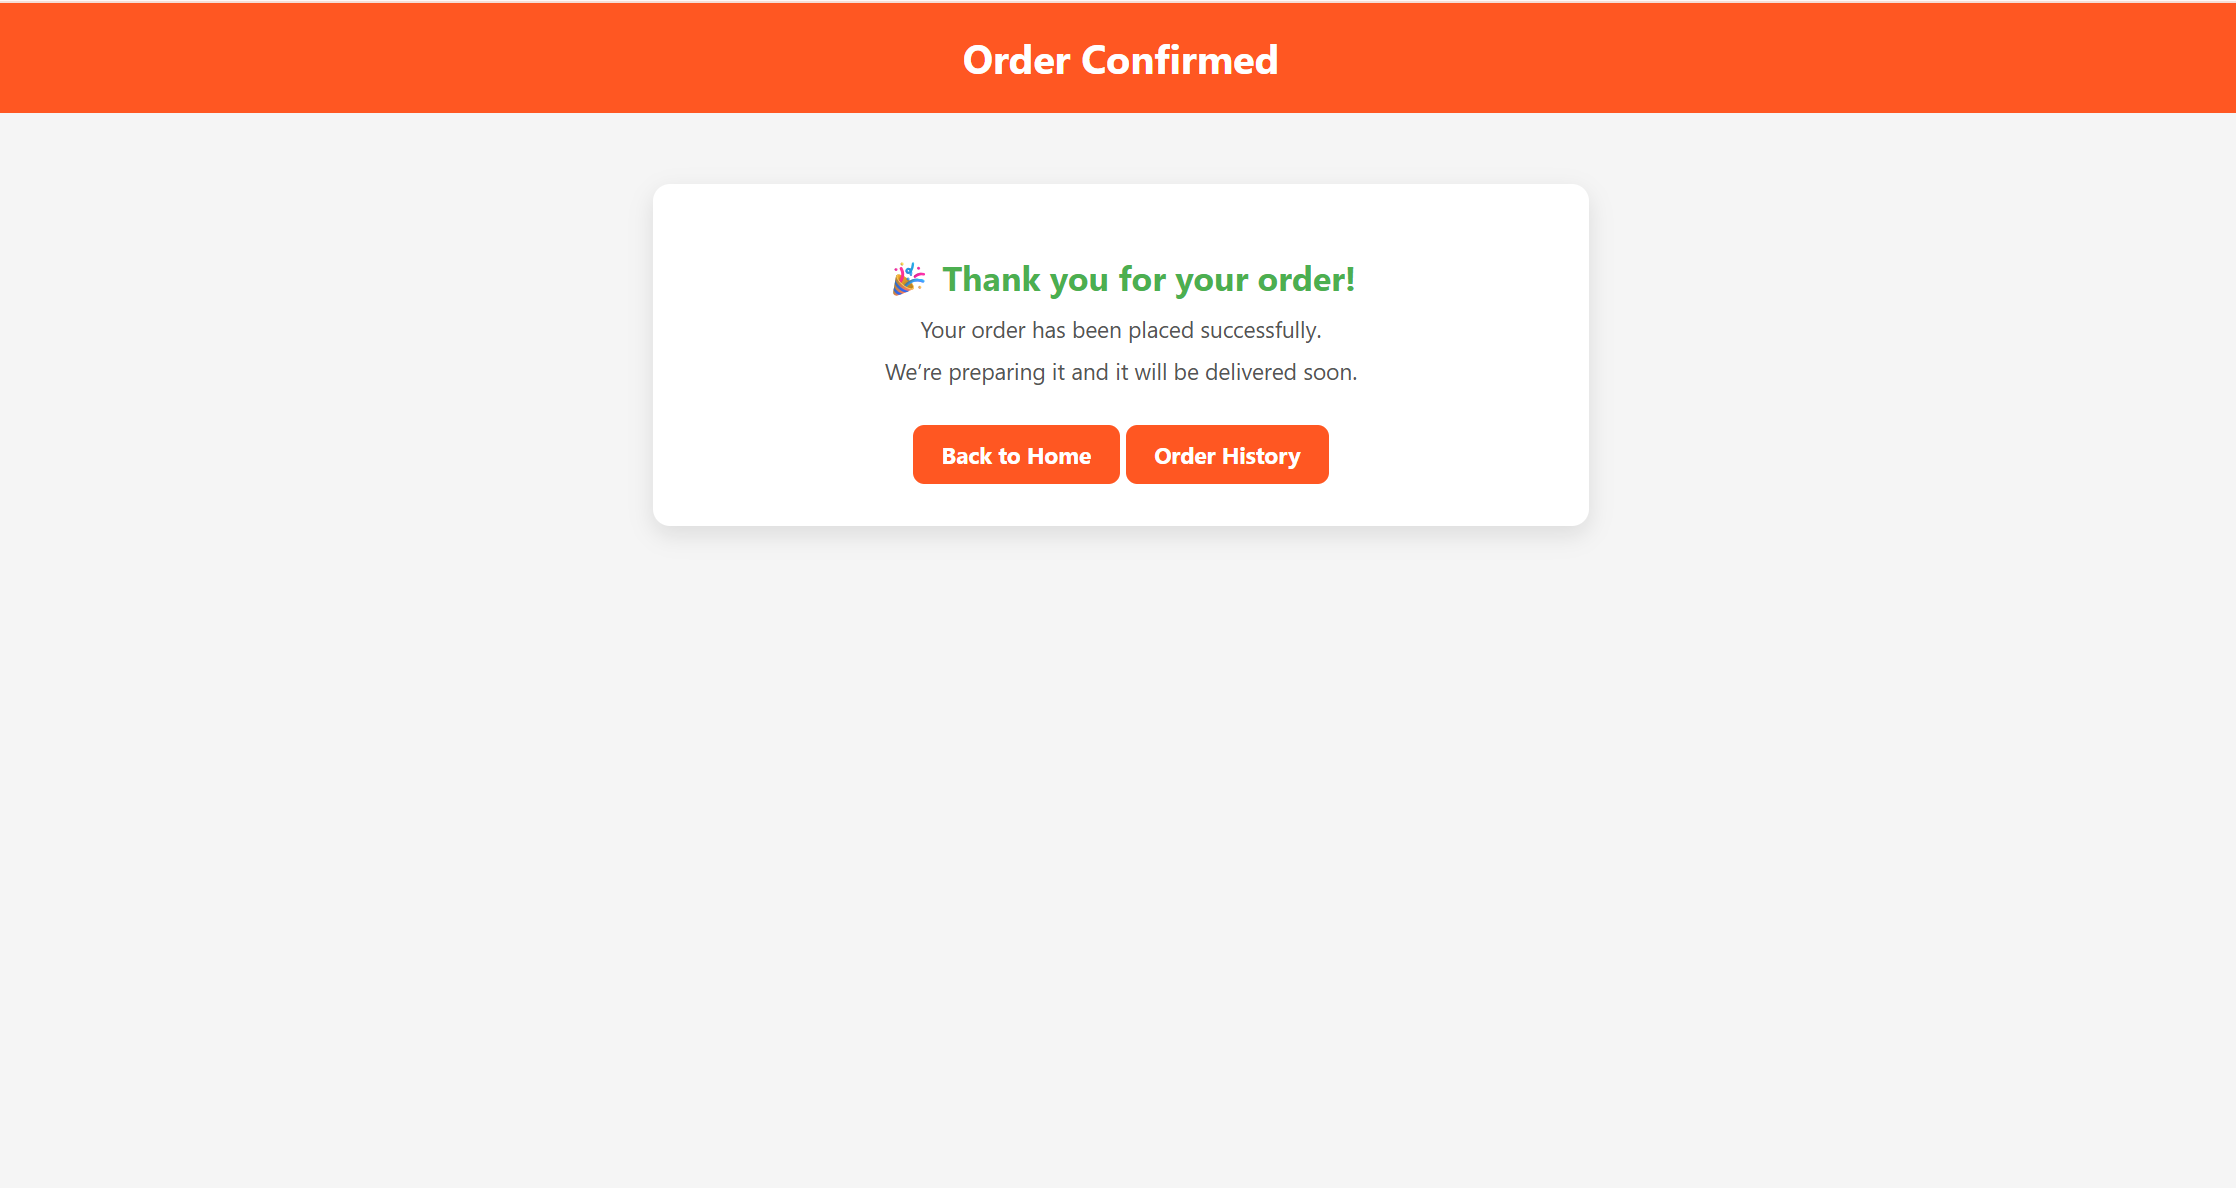 Order Confirmed
🎉 Thank you for your order!
Your order has been placed successfully.
We’re preparing it and it will be delivered soon.
Back to Home Order History